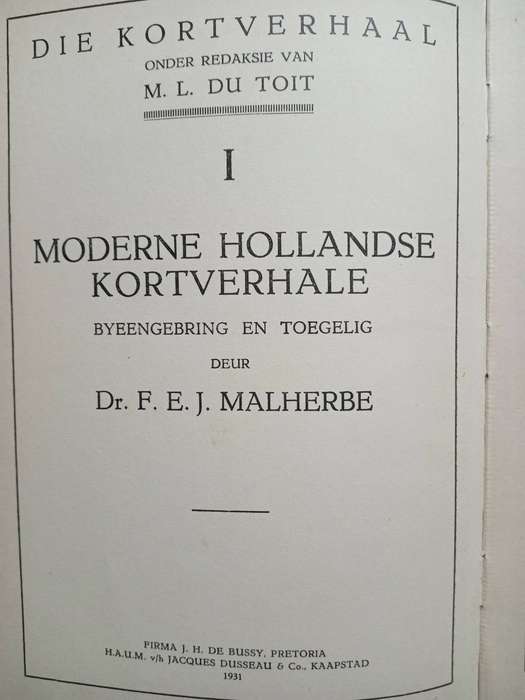 DIE KORTVERHAAL
ONDER REDAKSIE VAN
M. L. DU TOIT
I
MODERNE HOLLANDSE
KORTVERHALE
BYEENGEBRING EN TOEGELIG
DEUR
Dr. F. E. J. MALHERBE
FIRMA J. H. DE BUSSY, PRETORIA
H.A.U.M. v/h JACQUES DUSSEAU & Co., KAAPSTAD
1931